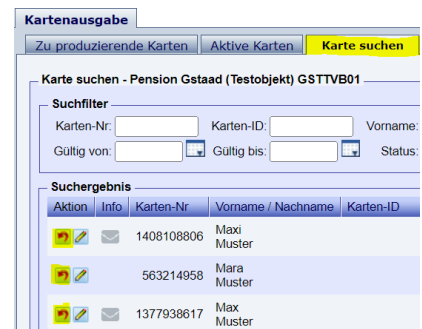 Kartenausgabe
Zu produzierende Karten Aktive Karten Karte suchen
Karte suchen - Pension Gstaad (Testobjekt) GSTTVB01
Suchfilter
Karten-Nr: Karten-ID: Vorname:
Gültig von: Gültig bis: Status:
Suchergebnis
Aktion Info Karten-Nr Vorname / Nachname Karten-ID
1408108806 Maxi
Muster
563214958 Mara
Muster
1377938617 Max
Muster